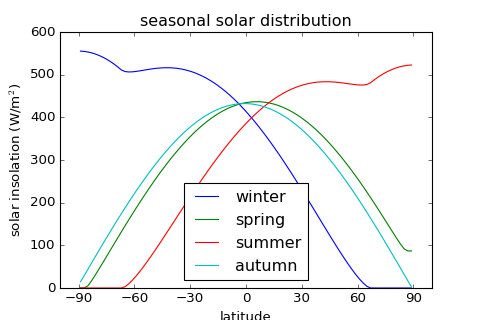 seasonal solar distribution
600
500
400
300
200
100
0
solar insolation (W/m²)
winter
spring
summer
autumn
−90 −60 −30 0 30 60 90
latitude